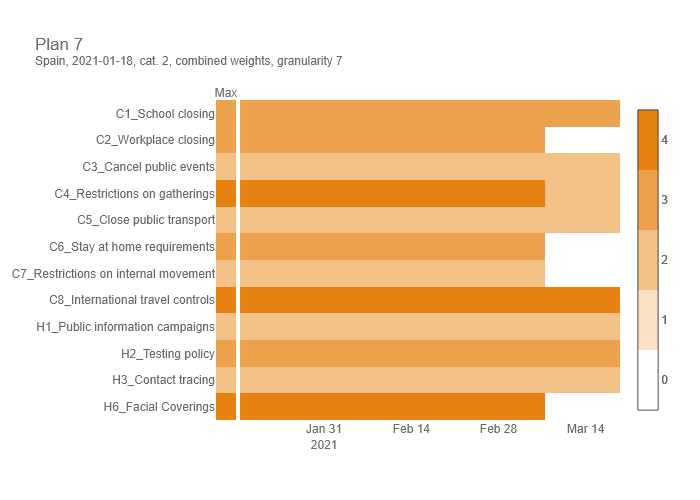 Plan 7
Spain, 2021-01-18, cat. 2, combined weights, granularity 7
Max
C1_School closing
C2_Workplace closing
C3_Cancel public events
C4_Restrictions on gatherings
C5_Close public transport
C6_Stay at home requirements
C7_Restrictions on internal movement
C8_International travel controls
H1_Public information campaigns
H2_Testing policy
H3_Contact tracing
H6_Facial Coverings
Jan 31 Feb 14 Feb 28 Mar 14
2021
4
3
2
1
0